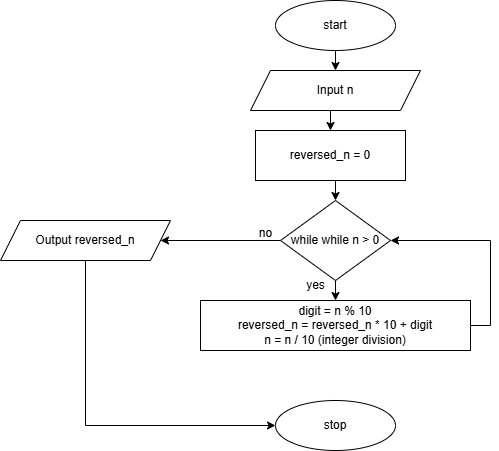 start
Input n
reversed_n = 0
while while n > 0
no
Output reversed_n
yes
digit = n % 10
reversed_n = reversed_n * 10 + digit
n = n / 10 (integer division)
stop